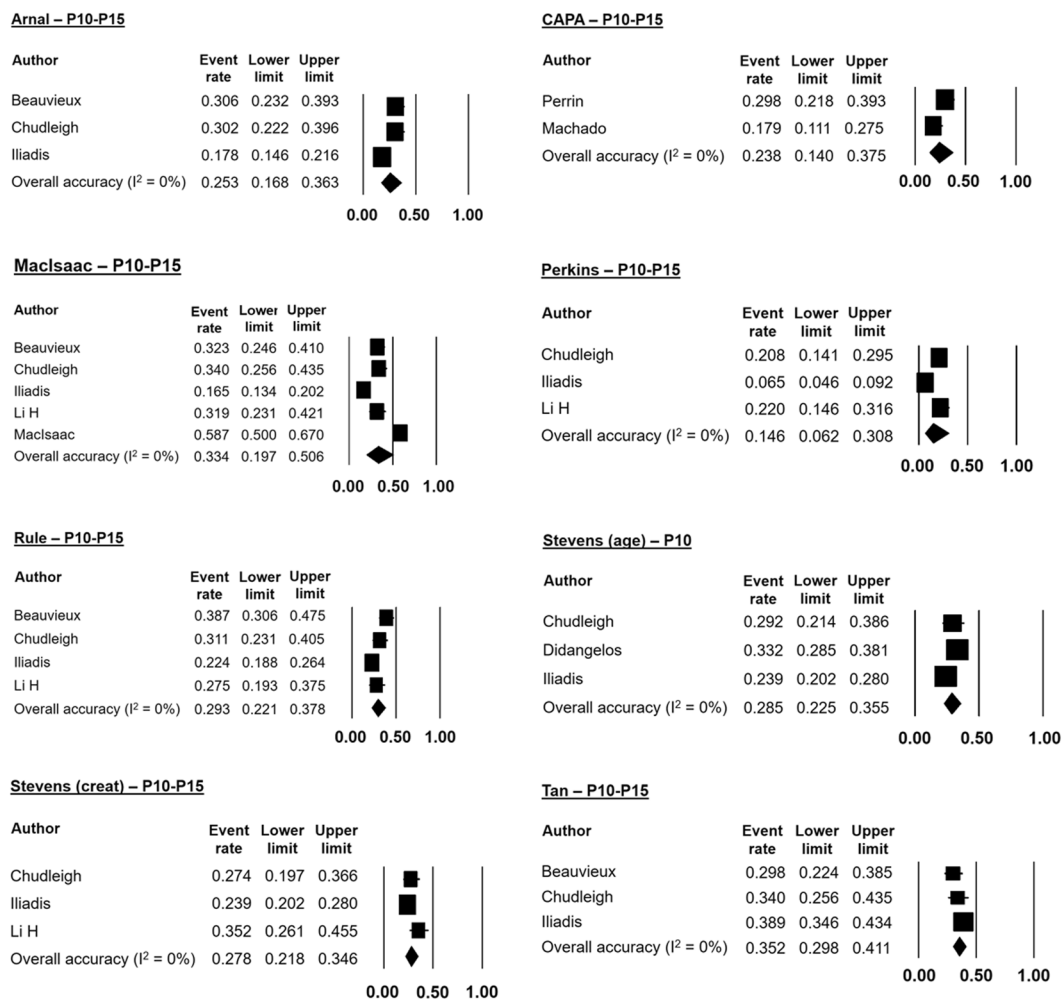 Arnal – P10-P15
Author Event Lower Upper
rate limit limit
Beauvieux 0.306 0.232 0.393
Chudleigh 0.302 0.222 0.396
Iliadis 0.178 0.146 0.216
Overall accuracy (I² = 0%) 0.253 0.168 0.363
0.00 0.50 1.00
CAPA – P10-P15
Author Event Lower Upper
rate limit limit
Perrin 0.298 0.218 0.393
Machado 0.179 0.111 0.275
Overall accuracy (I² = 0%) 0.238 0.140 0.375
0.00 0.50 1.00
MacIsaac – P10-P15
Author Event Lower Upper
rate limit limit
Beauvieux 0.323 0.246 0.410
Chudleigh 0.340 0.256 0.435
Iliadis 0.165 0.134 0.202
Li H 0.319 0.231 0.421
MacIsaac 0.587 0.500 0.670
Overall accuracy (I² = 0%) 0.334 0.197 0.506
0.00 0.50 1.00
Perkins – P10-P15
Author Event Lower Upper
rate limit limit
Chudleigh 0.208 0.141 0.295
Iliadis 0.065 0.046 0.092
Li H 0.220 0.146 0.316
Overall accuracy (I² = 0%) 0.146 0.062 0.308
0.00 0.50 1.00
Rule – P10-P15
Author Event Lower Upper
rate limit limit
Beauvieux 0.387 0.306 0.475
Chudleigh 0.311 0.231 0.405
Iliadis 0.224 0.188 0.264
Li H 0.275 0.193 0.375
Overall accuracy (I² = 0%) 0.293 0.221 0.378
0.00 0.50 1.00
Stevens (age) – P10
Author Event Lower Upper
rate limit limit
Chudleigh 0.292 0.214 0.386
Didangelos 0.332 0.285 0.381
Iliadis 0.239 0.202 0.280
Overall accuracy (I² = 0%) 0.285 0.225 0.355
0.00 0.50 1.00
Stevens (creat) – P10-P15
Author Event Lower Upper
rate limit limit
Chudleigh 0.274 0.197 0.366
Iliadis 0.239 0.202 0.280
Li H 0.352 0.261 0.455
Overall accuracy (I² = 0%) 0.278 0.218 0.346
0.00 0.50 1.00
Tan – P10-P15
Author Event Lower Upper
rate limit limit
Beauvieux 0.298 0.224 0.385
Chudleigh 0.340 0.256 0.435
Iliadis 0.389 0.346 0.434
Overall accuracy (I² = 0%) 0.352 0.298 0.411
0.00 0.50 1.00